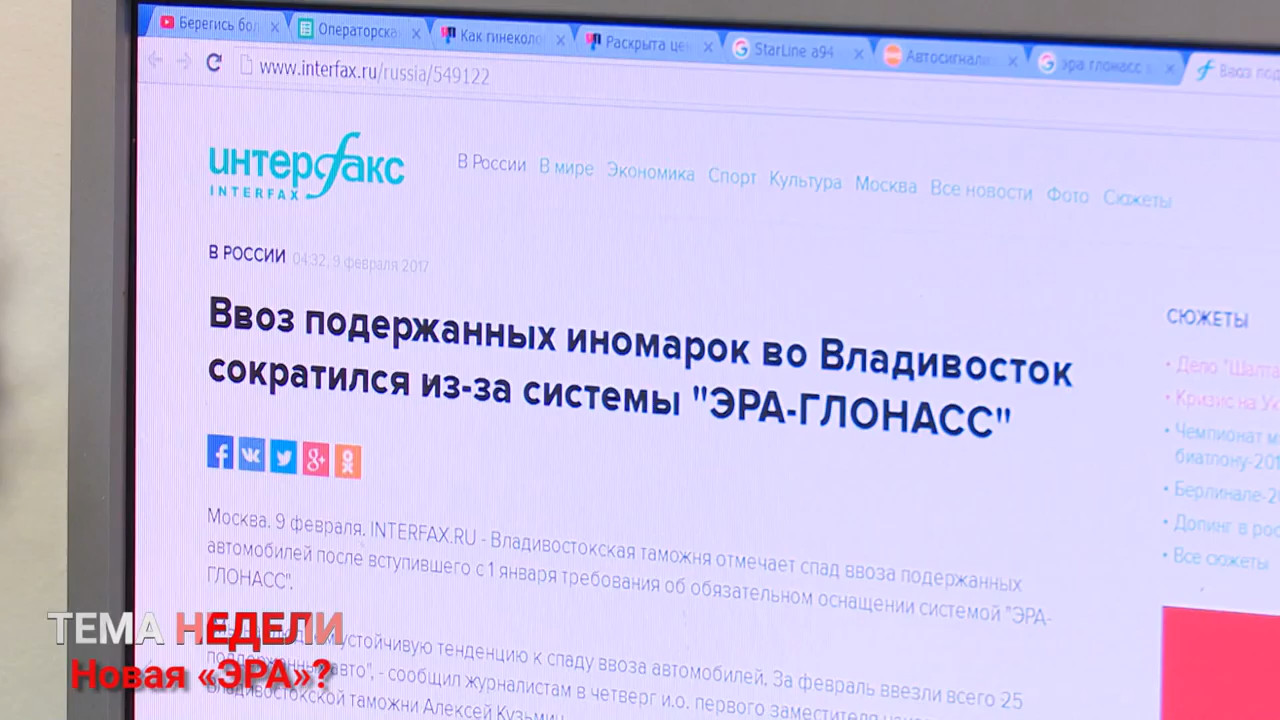 Берегись бол
Операторска
Как гинеколо
Раскрыта це
StarLine a94
Автосигнали
эра глонасс
Ввоз под
www.interfax.ru/russia/549122
интерфакс
INTERFAX
В России В мире Экономика Спорт Культура Москва Все новости Фото Сюжеты
В РОССИИ 04:32, 9 февраля 2017
Ввоз подержанных иномарок во Владивосток
сократился из-за системы "ЭРА-ГЛОНАСС"
Москва. 9 февраля. INTERFAX.RU - Владивостокская таможня отмечает спад ввоза подержанных
автомобилей после вступившего с 1 января требования об обязательном оснащении системой "ЭРА-
ГЛОНАСС".
устойчивую тенденцию к спаду ввоза автомобилей. За февраль ввезли всего 25
авто", - сообщил журналистам в четверг и.о. первого заместителя
Владивостокской таможни Алексей Кузьмин
СЮЖЕТЫ
• Дело "Шалта
• Кризис на Ук
• Чемпионат м
биатлону-201
• Берлинале-2
• Допинг в рос
• Все сюжеты
ТЕМА НЕДЕЛИ
Новая «ЭРА»?